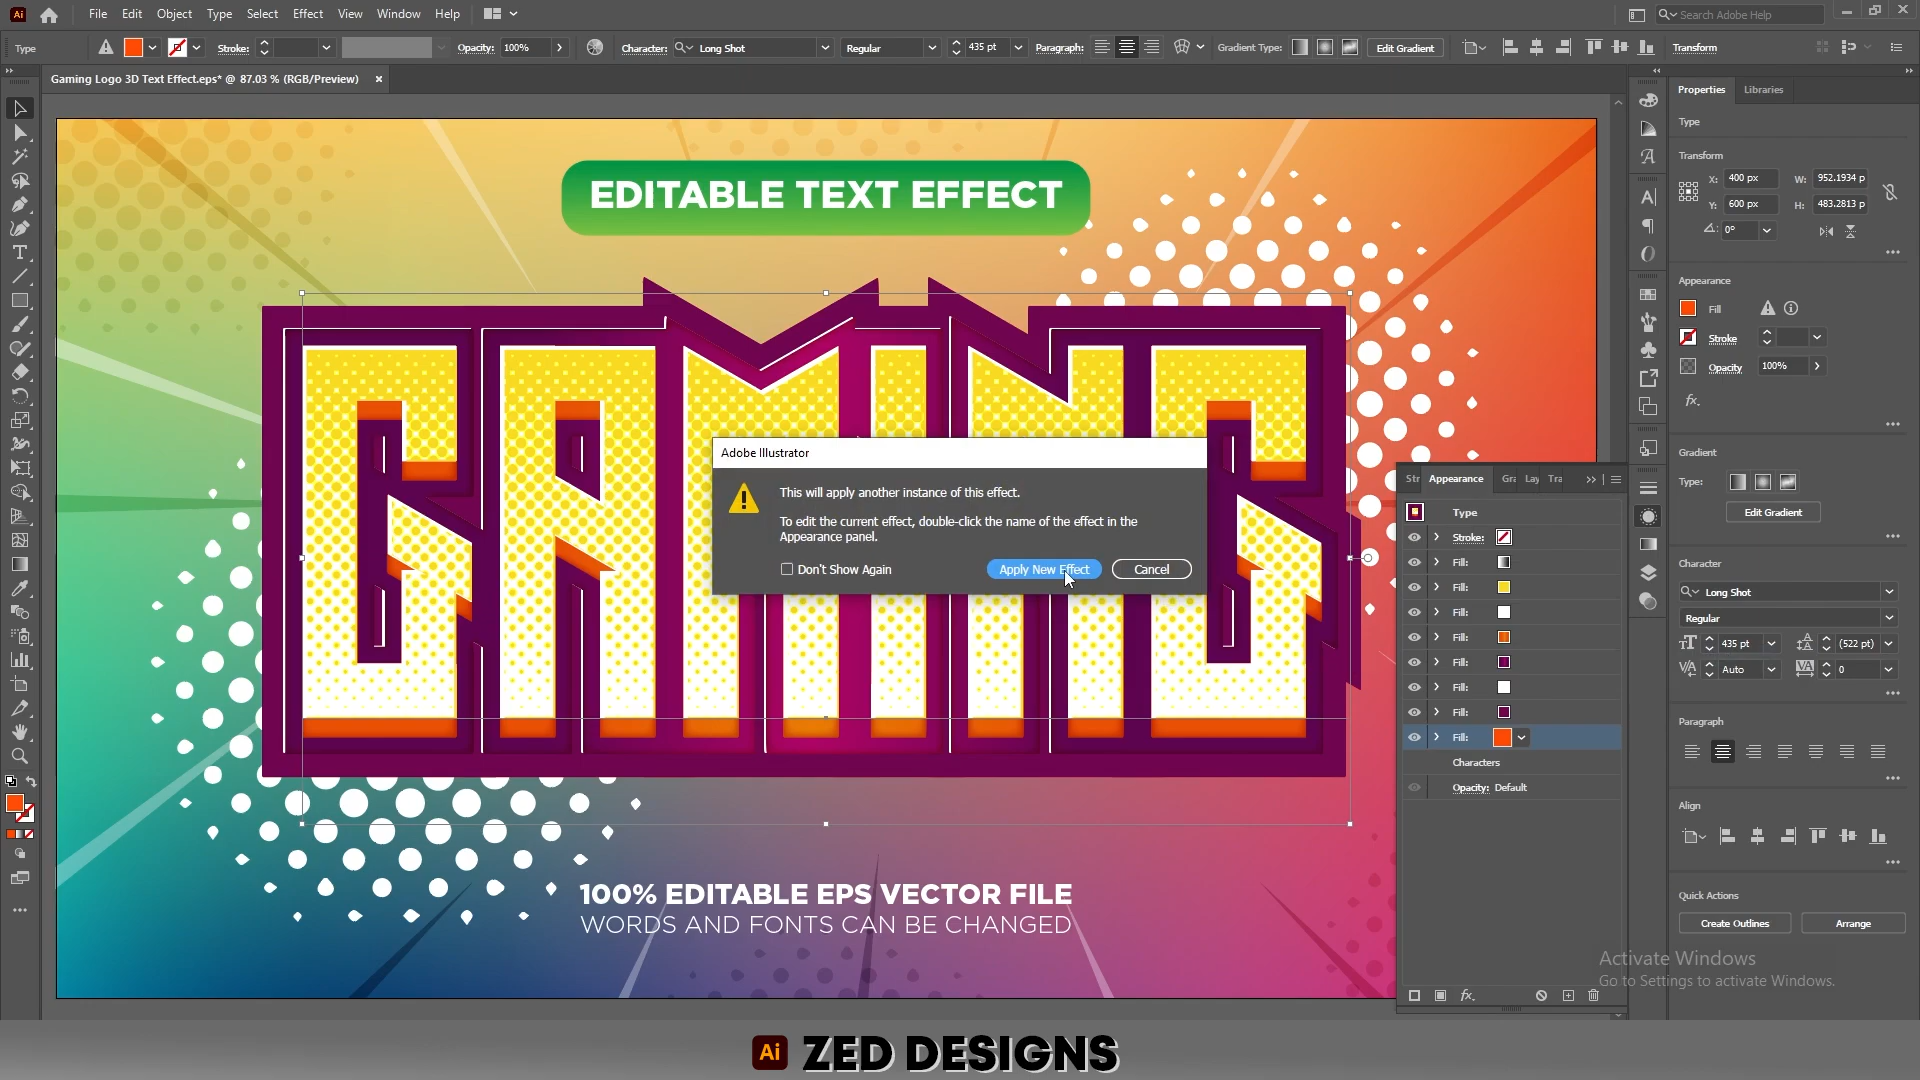 Ai File Edit Object Type Select Effect View Window Help Search Adobe Help
Type Stroke: Opacity: 100% Character: Long Shot Regular 435 pt Paragraph: Gradient Type: Edit Gradient Transform
Gaming Logo 3D Text Effect.eps* @ 87.03 % (RGB/Preview)
EDITABLE TEXT EFFECT
GAMING
Adobe Illustrator
This will apply another instance of this effect.
To edit the current effect, double-click the name of the effect in the
Appearance panel.
Don't Show Again
Apply New Effect
Cancel
100% EDITABLE EPS VECTOR FILE
WORDS AND FONTS CAN BE CHANGED
Str Appearance Gra Lay Tra
Type
Stroke:
Fill:
Fill:
Fill:
Fill:
Fill:
Fill:
Fill:
Fill:
Characters
Opacity: Default
fx.
Properties Libraries
Type
Transform
X: 400 px W: 952.1934 p
Y: 600 px H: 483.2813 p
0°
Appearance
Fill
Stroke
Opacity 100%
fx.
Gradient
Type:
Edit Gradient
Character
Long Shot
Regular
435 pt (522 pt)
Auto 0
Paragraph
Align
Quick Actions
Create Outlines Arrange
Activate Windows
Go to Settings to activate Windows.
Ai ZED DESIGNS